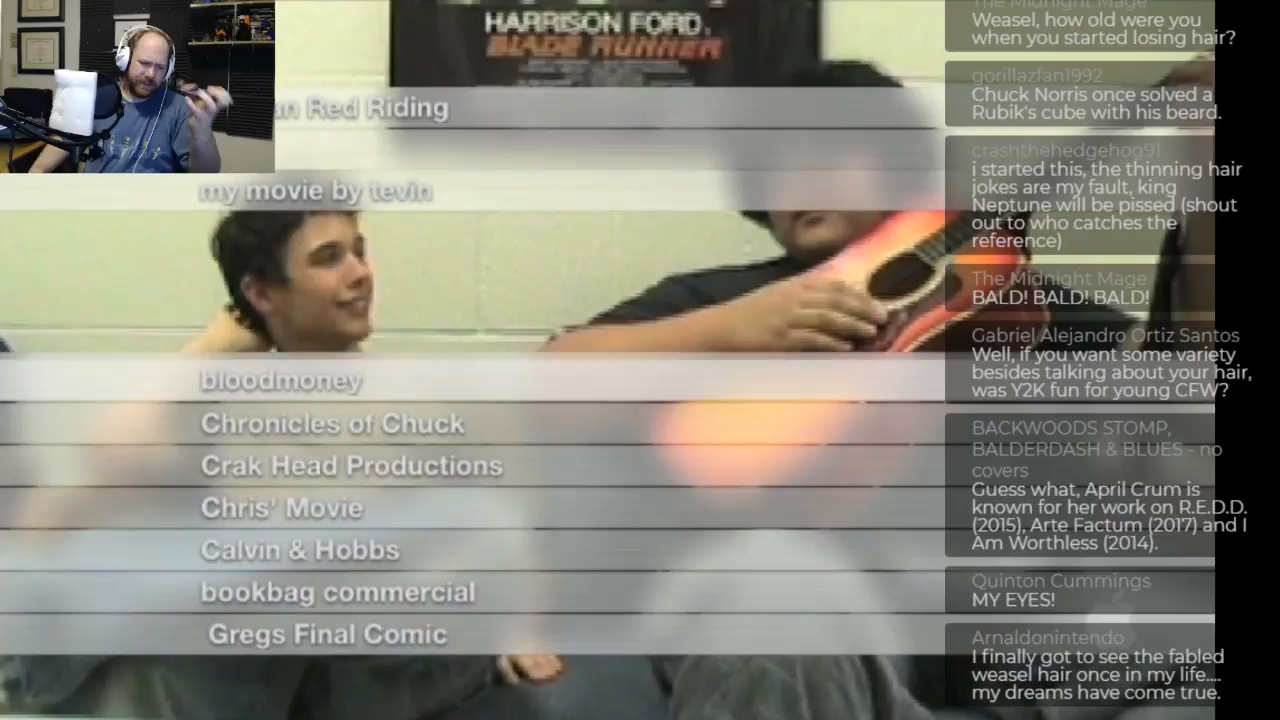 HARRISON FORD.
BLADE RUNNER
an Red Riding
my movie by tevin
bloodmoney
Chronicles of Chuck
Crak Head Productions
Chris' Movie
Calvin & Hobbs
bookbag commercial
Gregs Final Comic
The Midnight Mage
Weasel, how old were you
when you started losing hair?
gorillazfan1992
Chuck Norris once solved a
Rubik's cube with his beard.
crashthehedgehog91
i started this, the thinning hair
jokes are my fault, king
Neptune will be pissed (shout
out to who catches the
reference)
The Midnight Mage
BALD! BALD! BALD!
Gabriel Alejandro Ortiz Santos
Well, if you want some variety
besides talking about your hair,
was Y2K fun for young CFW?
BACKWOODS STOMP,
BALDERDASH & BLUES - no
covers
Guess what, April Crum is
known for her work on R.E.D.D.
(2015), Arte Factum (2017) and I
Am Worthless (2014).
Quinton Cummings
MY EYES!
Arnaldonintendo
I finally got to see the fabled
weasel hair once in my life....
my dreams have come true.